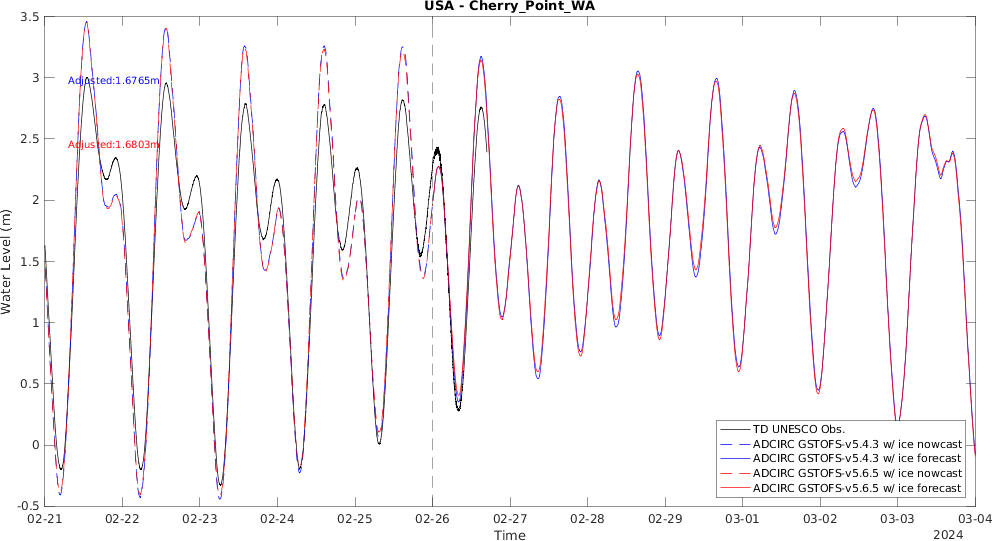 USA - Cherry_Point_WA
3.5
3
2.5
2
1.5
1
0.5
0
-0.5
Water Level (m)
Adjusted:1.6765m
Adjusted:1.6803m
TD UNESCO Obs.
ADCIRC GSTOFS-v5.4.3 w/ ice nowcast
ADCIRC GSTOFS-v5.4.3 w/ ice forecast
ADCIRC GSTOFS-v5.6.5 w/ ice nowcast
ADCIRC GSTOFS-v5.6.5 w/ ice forecast
02-21 02-22 02-23 02-24 02-25 02-26 02-27 02-28 02-29 03-01 03-02 03-03 03-04
Time
2024